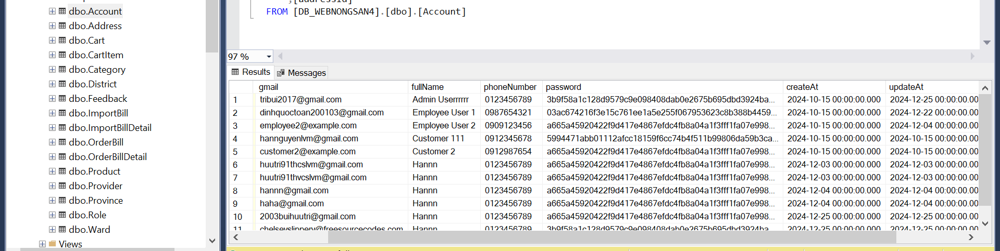 ,[addressId]
FROM [DB_WEBNONGSAN4].[dbo].[Account]
dbo.Account
dbo.Address
dbo.Cart
dbo.CartItem
dbo.Category
dbo.District
dbo.Feedback
dbo.ImportBill
dbo.ImportBillDetail
dbo.OrderBill
dbo.OrderBillDetail
dbo.Product
dbo.Provider
dbo.Province
dbo.Role
dbo.Ward
Views
97 %
Results Messages
gmail fullName phoneNumber password createAt updateAt
1 tribui2017@gmail.com Admin Userrrrrr 0123456789 3b9f58a1c128d9579c9e098408dab0e2675b695dbd3924ba... 2024-10-15 00:00:00.000 2024-12-25 00:00:00.00
2 dinhquoctoan200103@gmail.com Employee User 1 0987654321 03ac674216f3e15c761ee1a5e255f067953623c8b388b4459... 2024-10-15 00:00:00.000 2024-12-22 00:00:00.00
3 employee2@example.com Employee User 2 0909123456 a665a45920422f9d417e4867efdc4fb8a04a1f3fff1fa07e998... 2024-10-15 00:00:00.000 2024-12-04 00:00:00.00
4 hannguyenlvm@gmail.com Customer 111 0912345678 5994471abb01112afcc18159f6cc74b4f511b99806da59b3ca... 2024-10-15 00:00:00.000 2024-10-15 00:00:00.00
5 customer2@example.com Customer 2 0912987654 a665a45920422f9d417e4867efdc4fb8a04a1f3fff1fa07e998... 2024-10-15 00:00:00.000 2024-10-15 00:00:00.00
6 huutri91thcslvm@gmail.com Hannn 0123456789 a665a45920422f9d417e4867efdc4fb8a04a1f3fff1fa07e998... 2024-12-03 00:00:00.000 2024-12-03 00:00:00.00
7 huutri91thvcslvm@gmail.com Hannn 0123456789 a665a45920422f9d417e4867efdc4fb8a04a1f3fff1fa07e998... 2024-12-03 00:00:00.000 2024-12-03 00:00:00.00
8 hannn@gmail.com Hannn 0123456789 a665a45920422f9d417e4867efdc4fb8a04a1f3fff1fa07e998... 2024-12-04 00:00:00.000 2024-12-04 00:00:00.00
9 haha@gmail.com Hannn 0123456789 a665a45920422f9d417e4867efdc4fb8a04a1f3fff1fa07e998... 2024-12-04 00:00:00.000 2024-12-04 00:00:00.00
10 2003buihuutri@gmail.com Hannn 0123456789 a665a45920422f9d417e4867efdc4fb8a04a1f3fff1fa07e998... 2024-12-25 00:00:00.000 2024-12-25 00:00:00.00
11 chelseyslippery@freesourcecodes.com Hannn 0123456789 3b9f58a1c128d9579c9e098408dab0e2675b695dbd3924ba... 2024-12-25 00:00:00.000 2024-12-25 00:00:00.00